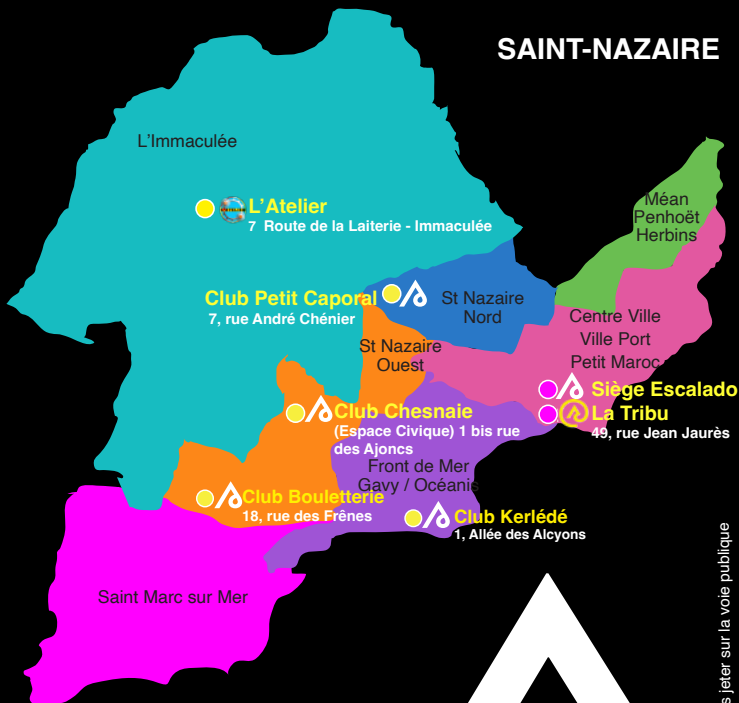 SAINT-NAZAIRE
L'Immaculée
L'Atelier
7 Route de la Laiterie - Immaculée
Méan
Penhoët
Herbins
Club Petit Caporal
7, rue André Chénier
St Nazaire
Nord
Centre Ville
Ville Port
Petit Maroc
St Nazaire
Ouest
Siège Escalado
La Tribu
49, rue Jean Jaurès
Club Chesnaie
(Espace Civique) 1 bis rue
des Ajoncs
Front de Mer
Gavy / Océanis
Club Bouletterie
18, rue des Frênes
Club Kerlédé
1, Allée des Alcyons
Saint Marc sur Mer
jeter sur la voie publique